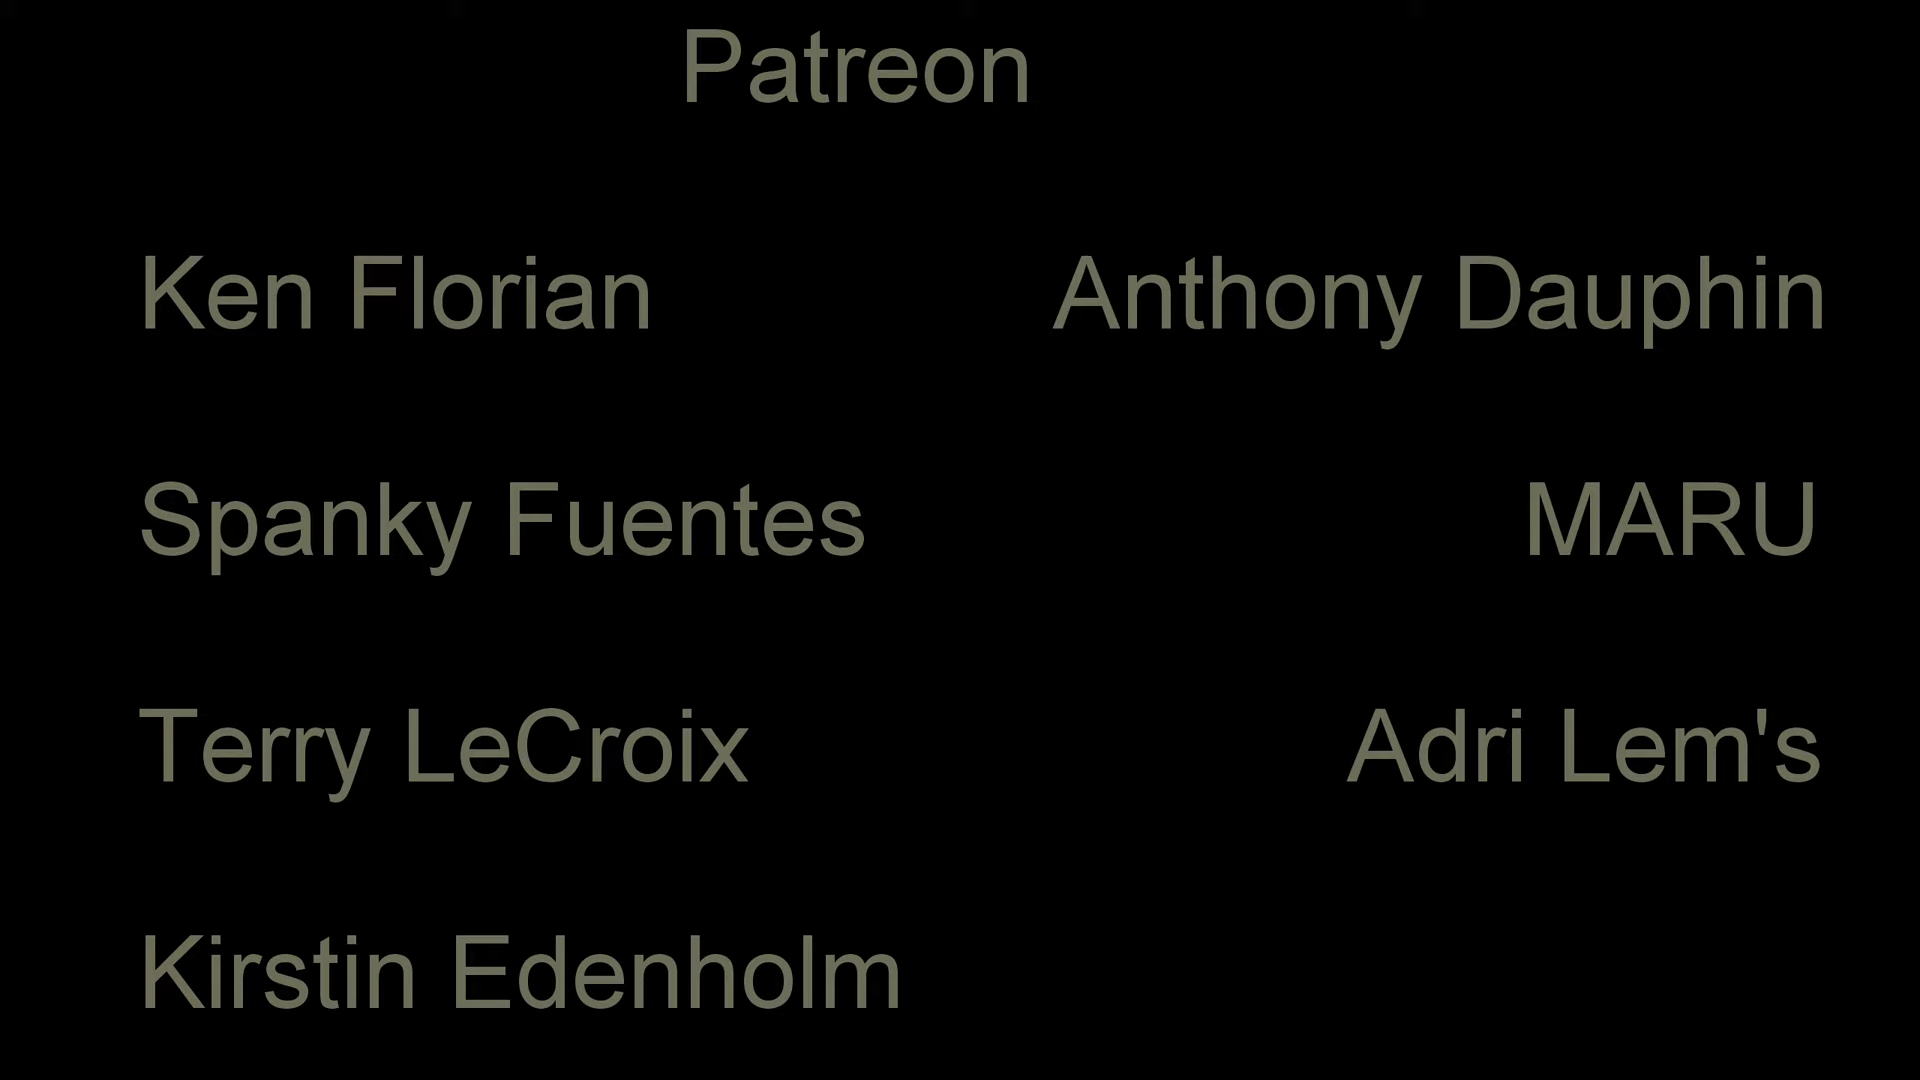 Patreon
Ken Florian Anthony Dauphin
Spanky Fuentes MARU
Terry LeCroix Adri Lem's
Kirstin Edenholm